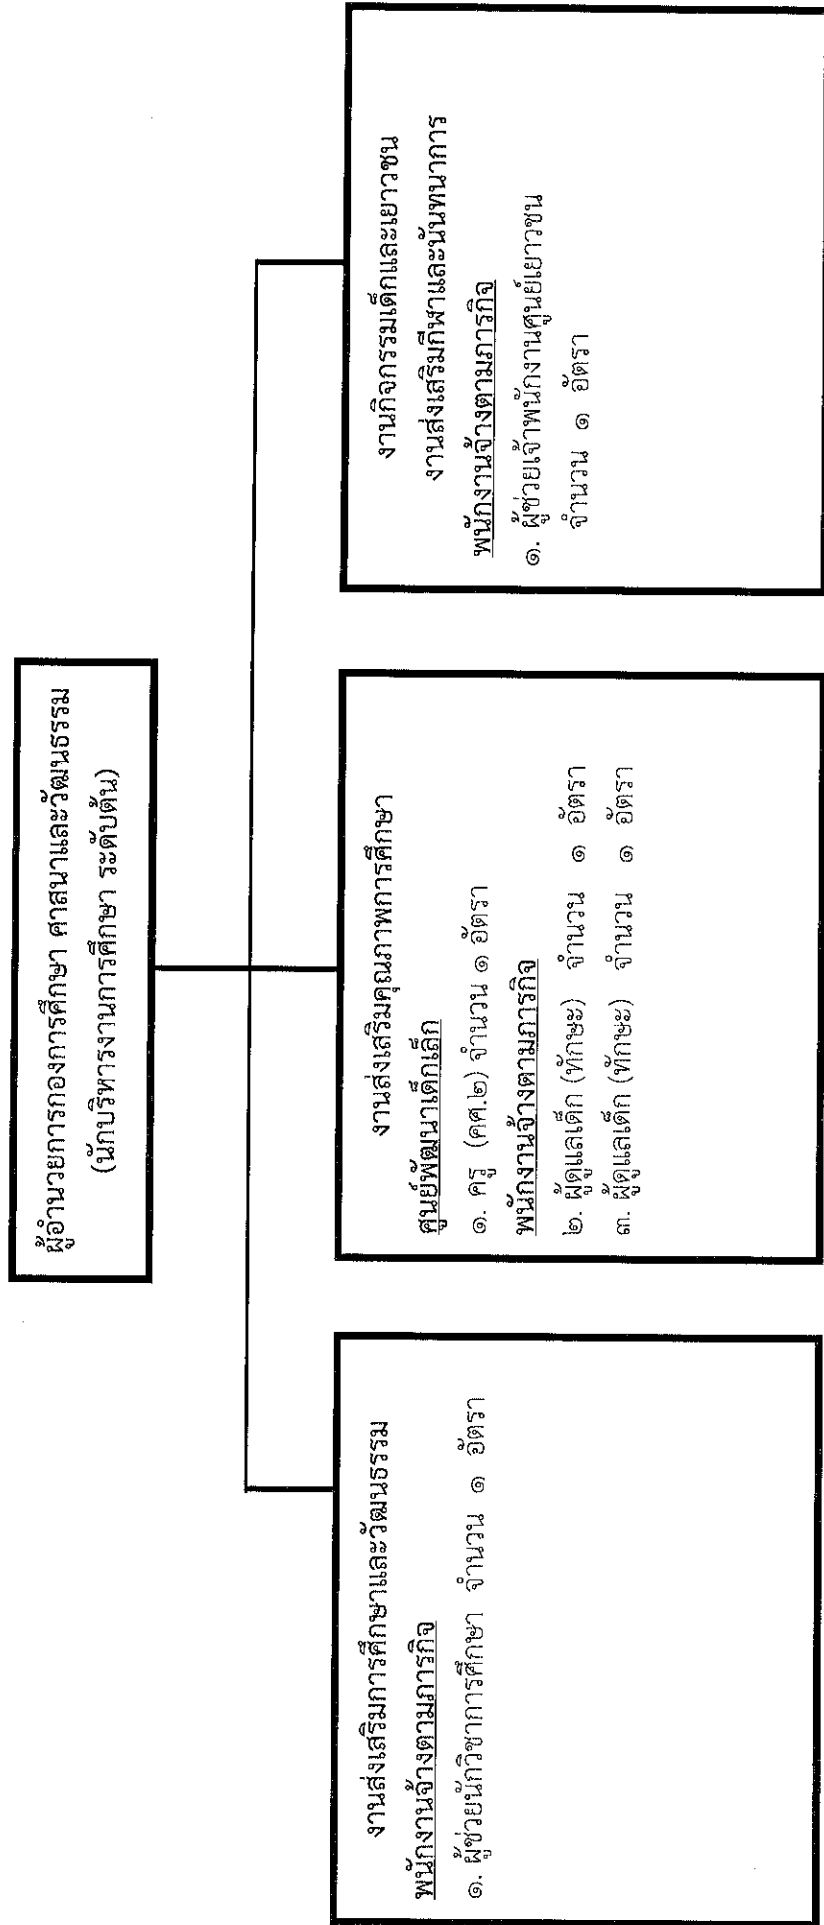 ผู้อำนวยการกองการศึกษา ศาสนาและวัฒนธรรม
(นักบริหารงานการศึกษา ระดับต้น)
งานส่งเสริมการศึกษาและวัฒนธรรม
พนักงานจ้างตามภารกิจ
๑. ผู้ช่วยนักวิชาการศึกษา จำนวน ๑ อัตรา
งานส่งเสริมคุณภาพการศึกษา
ศูนย์พัฒนาเด็กเล็ก
๑. ครู (คศ.๒) จำนวน ๑ อัตรา
พนักงานจ้างตามภารกิจ
๒. ผู้ดูแลเด็ก (ทักษะ) จำนวน ๑ อัตรา
๓. ผู้ดูแลเด็ก (ทักษะ) จำนวน ๑ อัตรา
งานกิจกรรมเด็กและเยาวชน
งานส่งเสริมกีฬาและนันทนาการ
พนักงานจ้างตามภารกิจ
๑. ผู้ช่วยเจ้าพนักงานศูนย์เยาวชน
จำนวน ๑ อัตรา